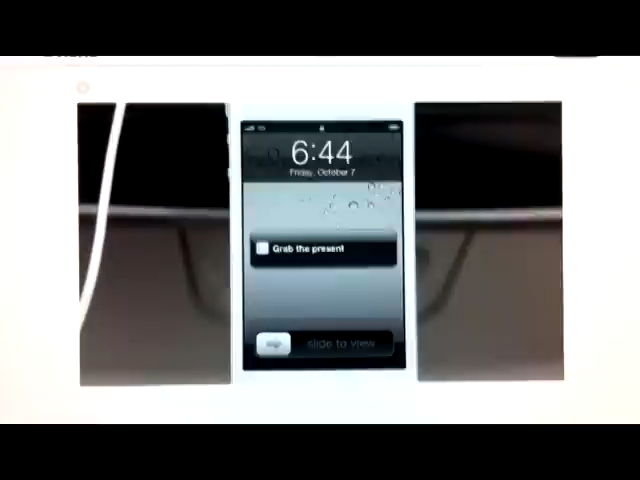 6:44
Friday, October 7
Grab the present
slide to view